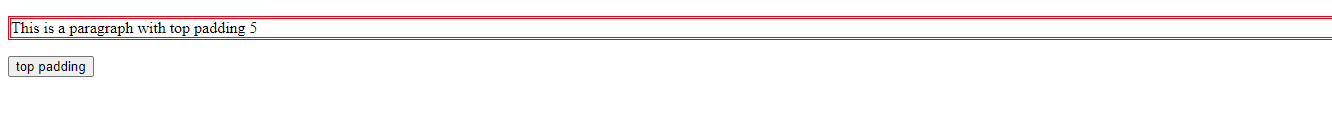 This is a paragraph with top padding 5
top padding